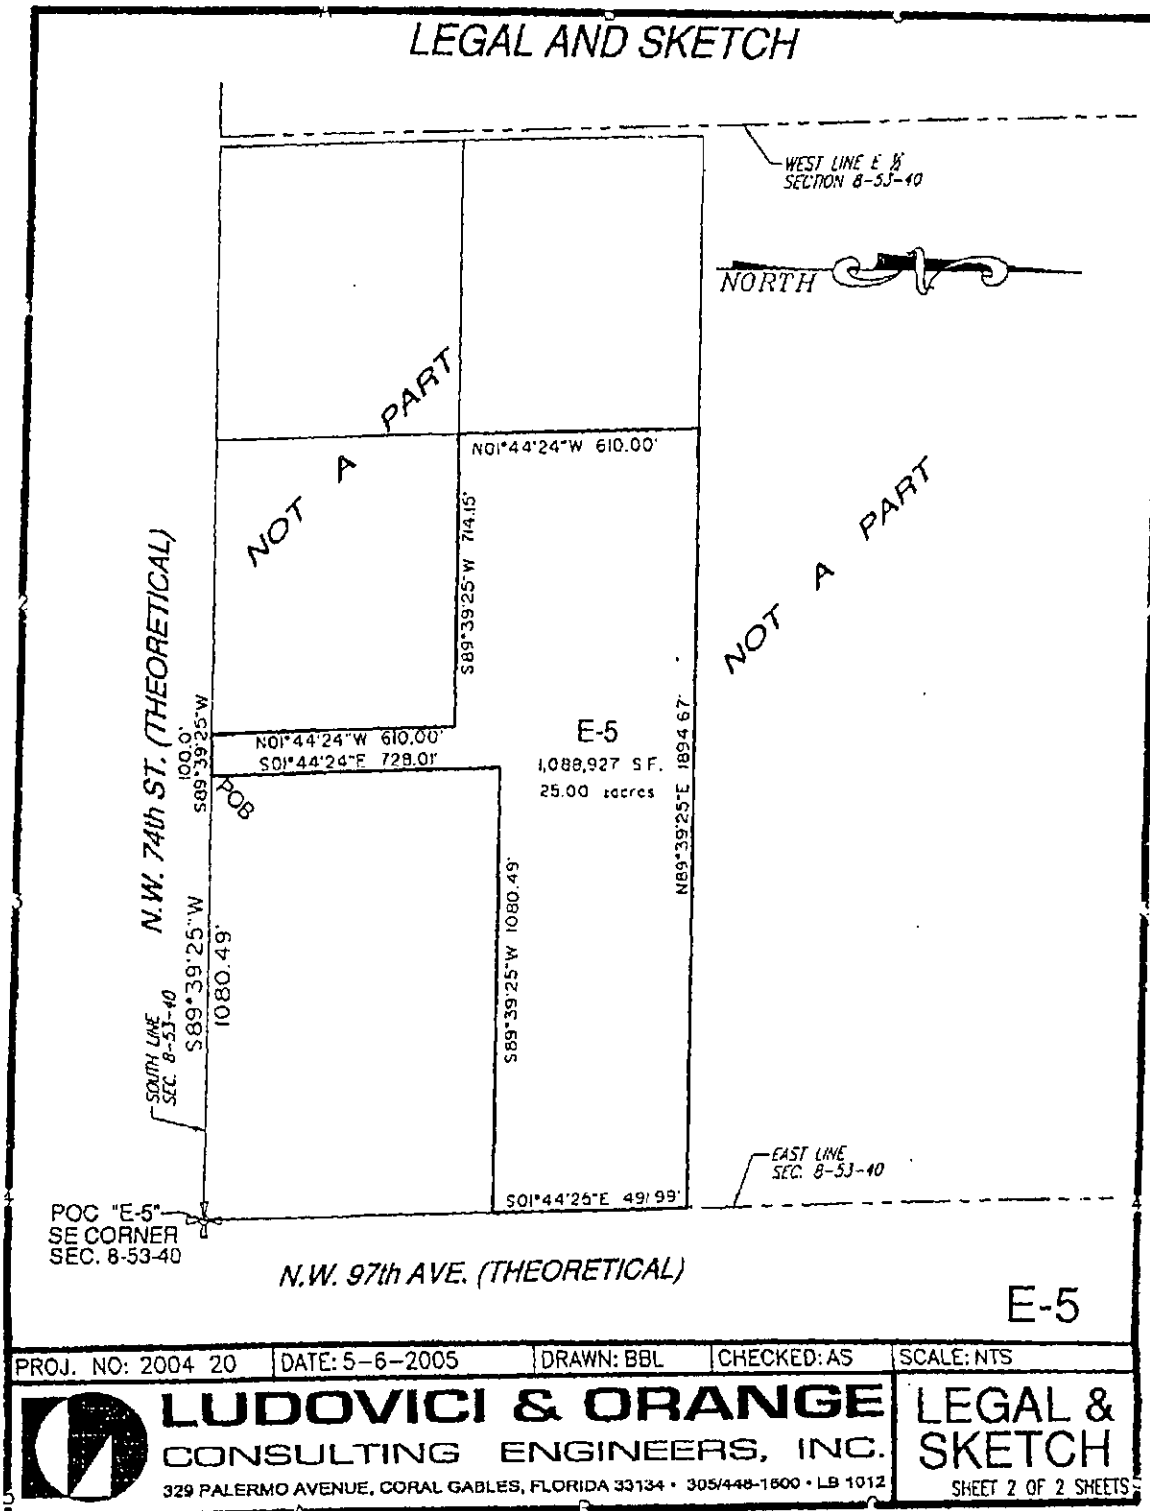 LEGAL AND SKETCH
WEST LINE E ½
SECTION 8-53-40
NORTH
NOT A PART
N01°44'24"W 610.00'
S89°39'25"W 714.15'
NOT A PART
N.W. 74th ST. (THEORETICAL)
100.0'
S89°39'25"W
N01°44'24"W 610.00'
S01°44'24"E 728.01'
POB
E-5
1,088,927 S.F.
25.00 ±acres
N89°39'25"E 1894.67'
S89°39'25"W 1080.49'
S89°39'25"W
1080.49'
SOUTH LINE
SEC. 8-53-40
EAST LINE
SEC. 8-53-40
S01°44'25"E 491.99'
POC "E-5"
SE CORNER
SEC. 8-53-40
N.W. 97th AVE. (THEORETICAL)
E-5
PROJ. NO: 2004 20 DATE: 5-6-2005 DRAWN: BBL CHECKED: AS SCALE: NTS
LUDOVICI & ORANGE
CONSULTING ENGINEERS, INC.
329 PALERMO AVENUE, CORAL GABLES, FLORIDA 33134 • 305/448-1600 • LB 1012
LEGAL &
SKETCH
SHEET 2 OF 2 SHEETS